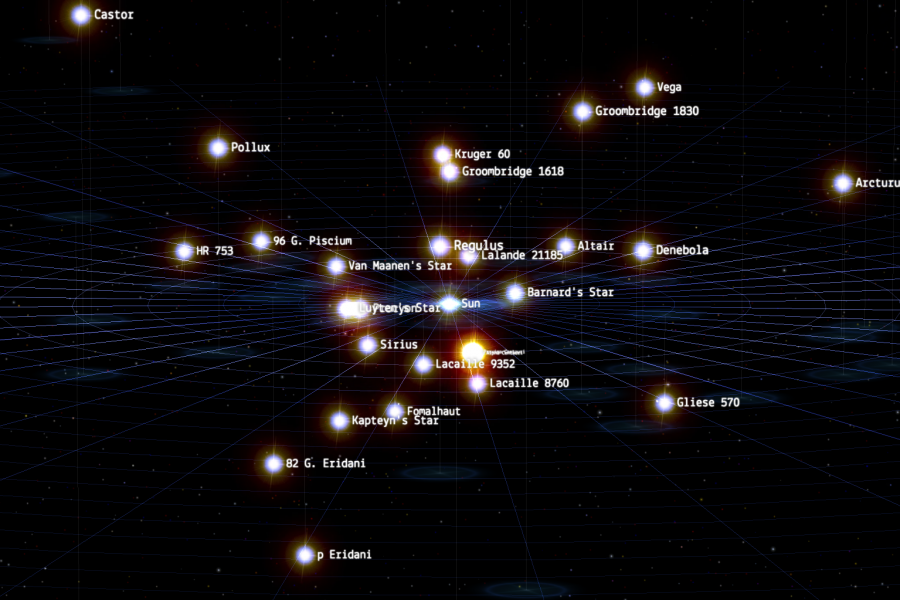 Castor
Vega
Groombridge 1830
Pollux
Kruger 60
Groombridge 1618
Arcturu
HR 753
96 G. Piscium
Regulus
Lalande 21185
Altair
Denebola
Van Maanen's Star
Barnard's Star
Luyten's Star
Sun
Sirius
Lacaille 9352
Lacaille 8760
Gliese 570
Fomalhaut
Kapteyn's Star
82 G. Eridani
p Eridani